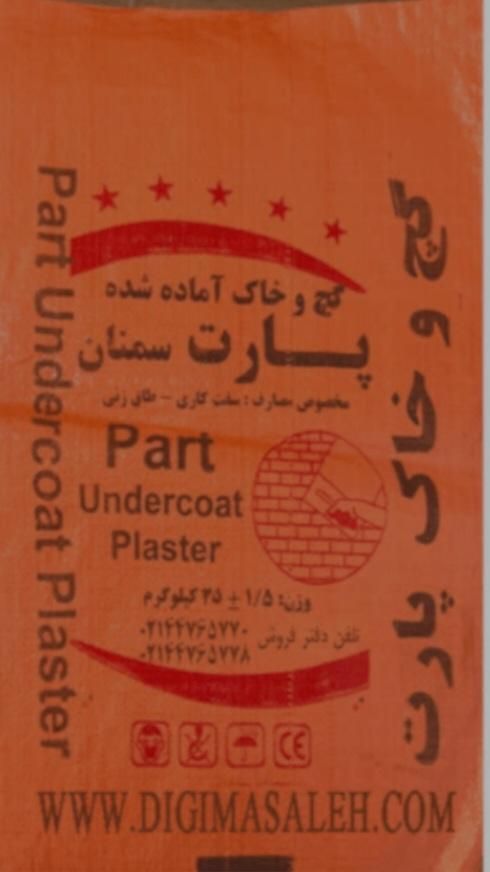 گچ و خاک آماده شده
پارت سمنان
مخصوص مصارف : سفت کاری - طاق زنی
Part
Undercoat
Plaster
وزن: ۱/۵ ± ۳۵ کیلوگرم
تلفن دفتر فروش ۰۲۱۴۴۷۶۵۷۷۰
۰۲۱۴۴۷۶۵۷۷۸
CE
WWW.DIGIMASALEH.COM
Part Undercoat Plaster
گچ و خاک پارت